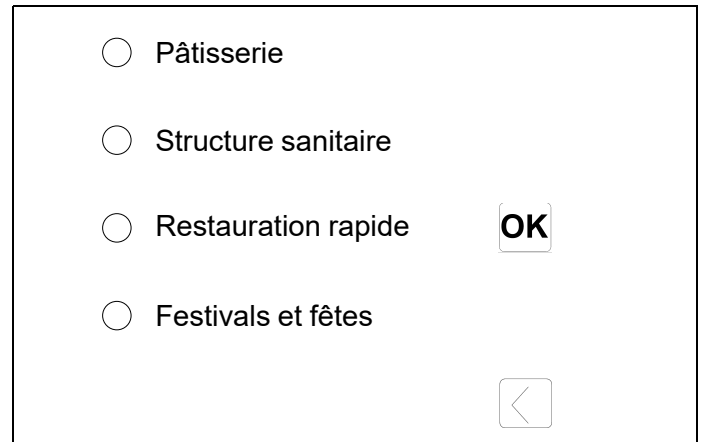 Pâtisserie
Structure sanitaire
Restauration rapide
OK
Festivals et fêtes